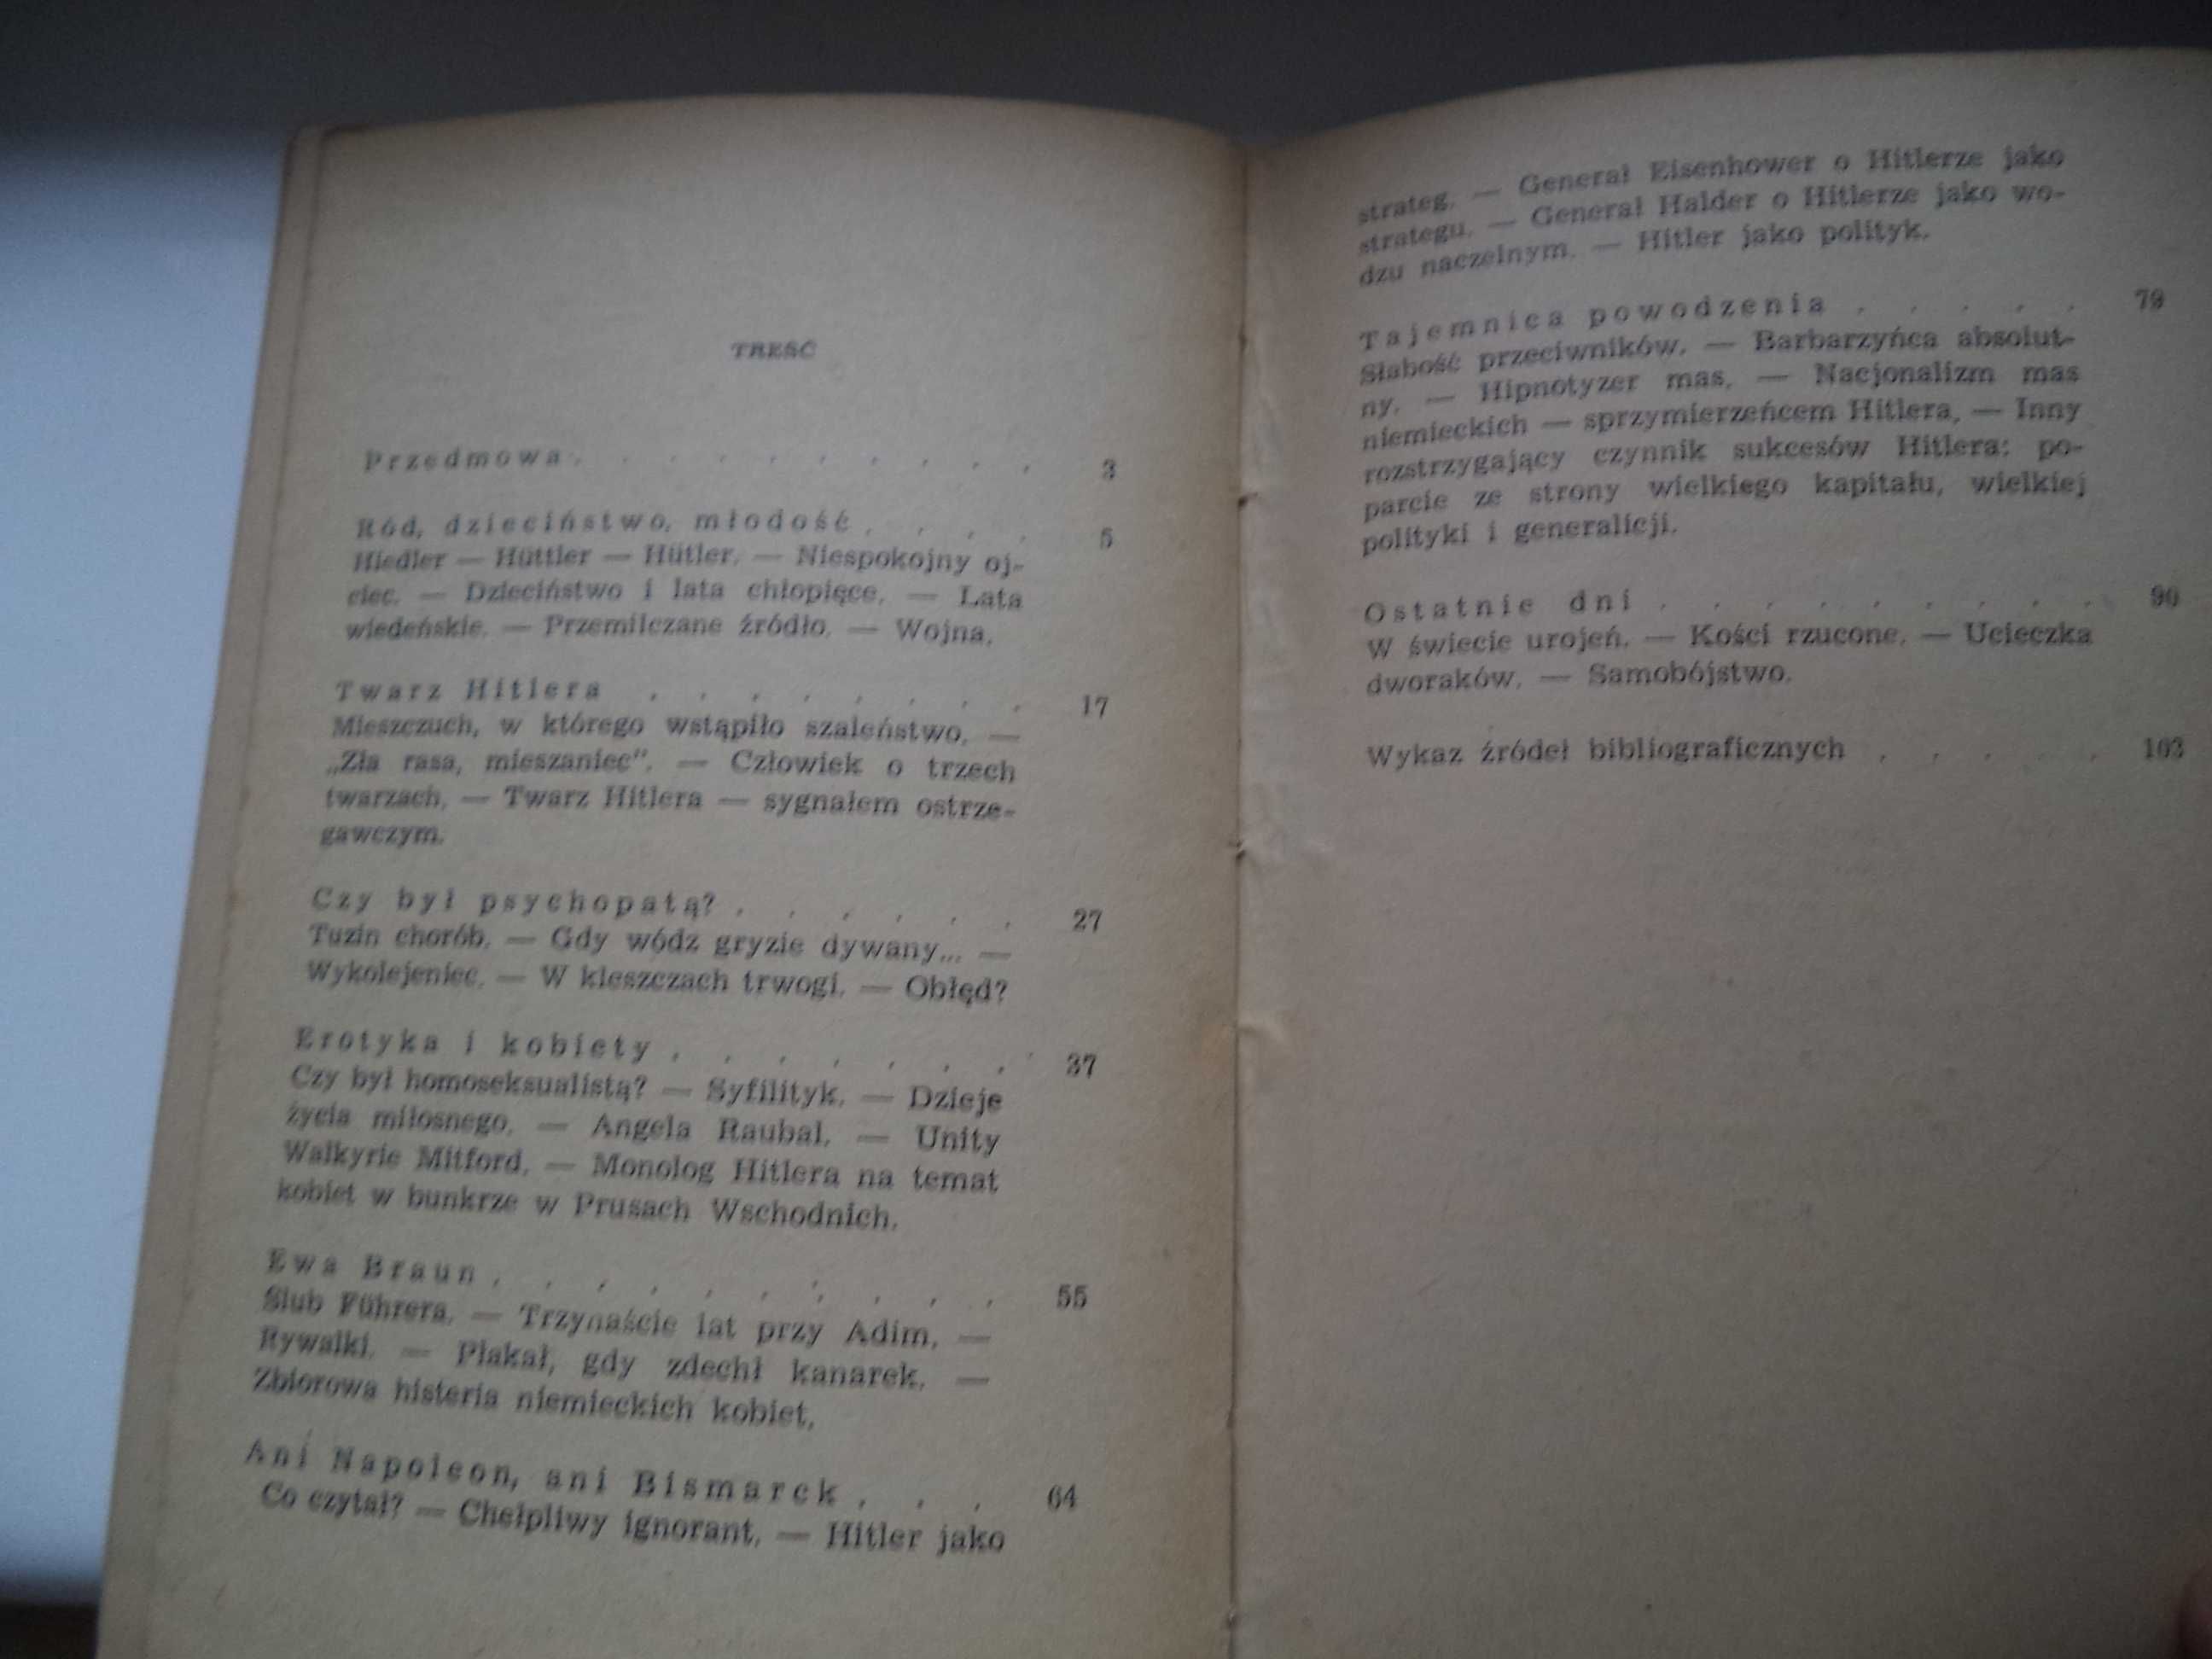 TREŚĆ
Przedmowa . . . . . . . . . . 3
Ród, dzieciństwo, młodość . . . . 5
Hiedler — Hüttler — Hütler. — Niespokojny oj-
ciec. — Dzieciństwo i lata chłopięce. — Lata
wiedeńskie. — Przemilczane źródło. — Wojna.
Twarz Hitlera . . . . . . . . 17
Mieszczuch, w którego wstąpiło szaleństwo. —
„Zła rasa, mieszaniec". — Człowiek o trzech
twarzach. — Twarz Hitlera — sygnałem ostrze-
gawczym.
Czy był psychopatą? . . . . . . 27
Tuzin chorób. — Gdy wódz gryzie dywany... —
Wykolejeniec. — W kleszczach trwogi. — Obłęd?
Erotyka i kobiety . . . . . . . 37
Czy był homoseksualistą? — Syfilityk. — Dzieje
życia miłosnego. — Angela Raubal. — Unity
Walkyrie Mitford. — Monolog Hitlera na temat
kobiet w bunkrze w Prusach Wschodnich.
Ewa Braun . . . . . . . . . . 55
Ślub Führera. — Trzynaście lat przy Adim. —
Rywalki. — Płakał, gdy zdechł kanarek. —
Zbiorowa histeria niemieckich kobiet.
Ani Napoleon, ani Bismarck . . . 64
Co czytał? — Chełpliwy ignorant. — Hitler jako
strateg. — Generał Eisenhower o Hitlerze jako
strategu. — Generał Halder o Hitlerze jako wo-
dzu naczelnym. — Hitler jako polityk.
Tajemnica powodzenia . . . . . 79
Słabość przeciwników. — Barbarzyńca absolut-
ny. — Hipnotyzer mas. — Nacjonalizm mas
niemieckich — sprzymierzeńcem Hitlera. — Inny
rozstrzygający czynnik sukcesów Hitlera: po-
parcie ze strony wielkiego kapitału, wielkiej
polityki i generalicji.
Ostatnie dni . . . . . . . . . 90
W świecie urojeń. — Kości rzucone. — Ucieczka
dworaków. — Samobójstwo.
Wykaz źródeł bibliograficznych . . . . . 103